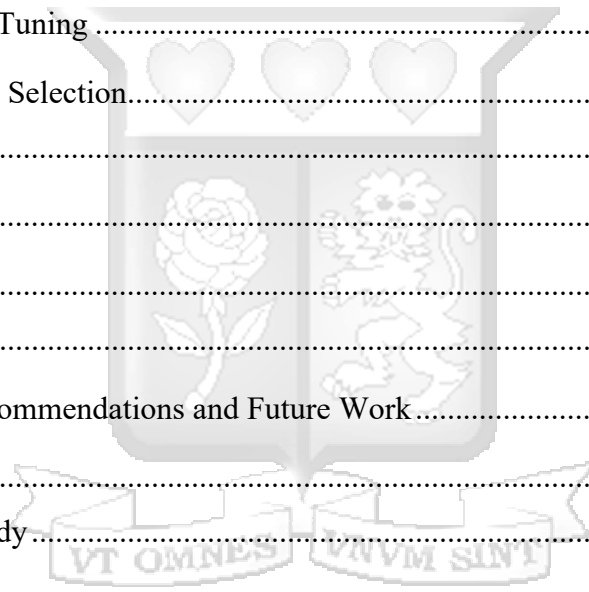 Tuning ..........................................................
Selection.......................................................
..........................................................................
..........................................................................
..........................................................................
..........................................................................
ommendations and Future Work......................
..........................................................................
dy......................................................................
VT OMNES VNVM SINT